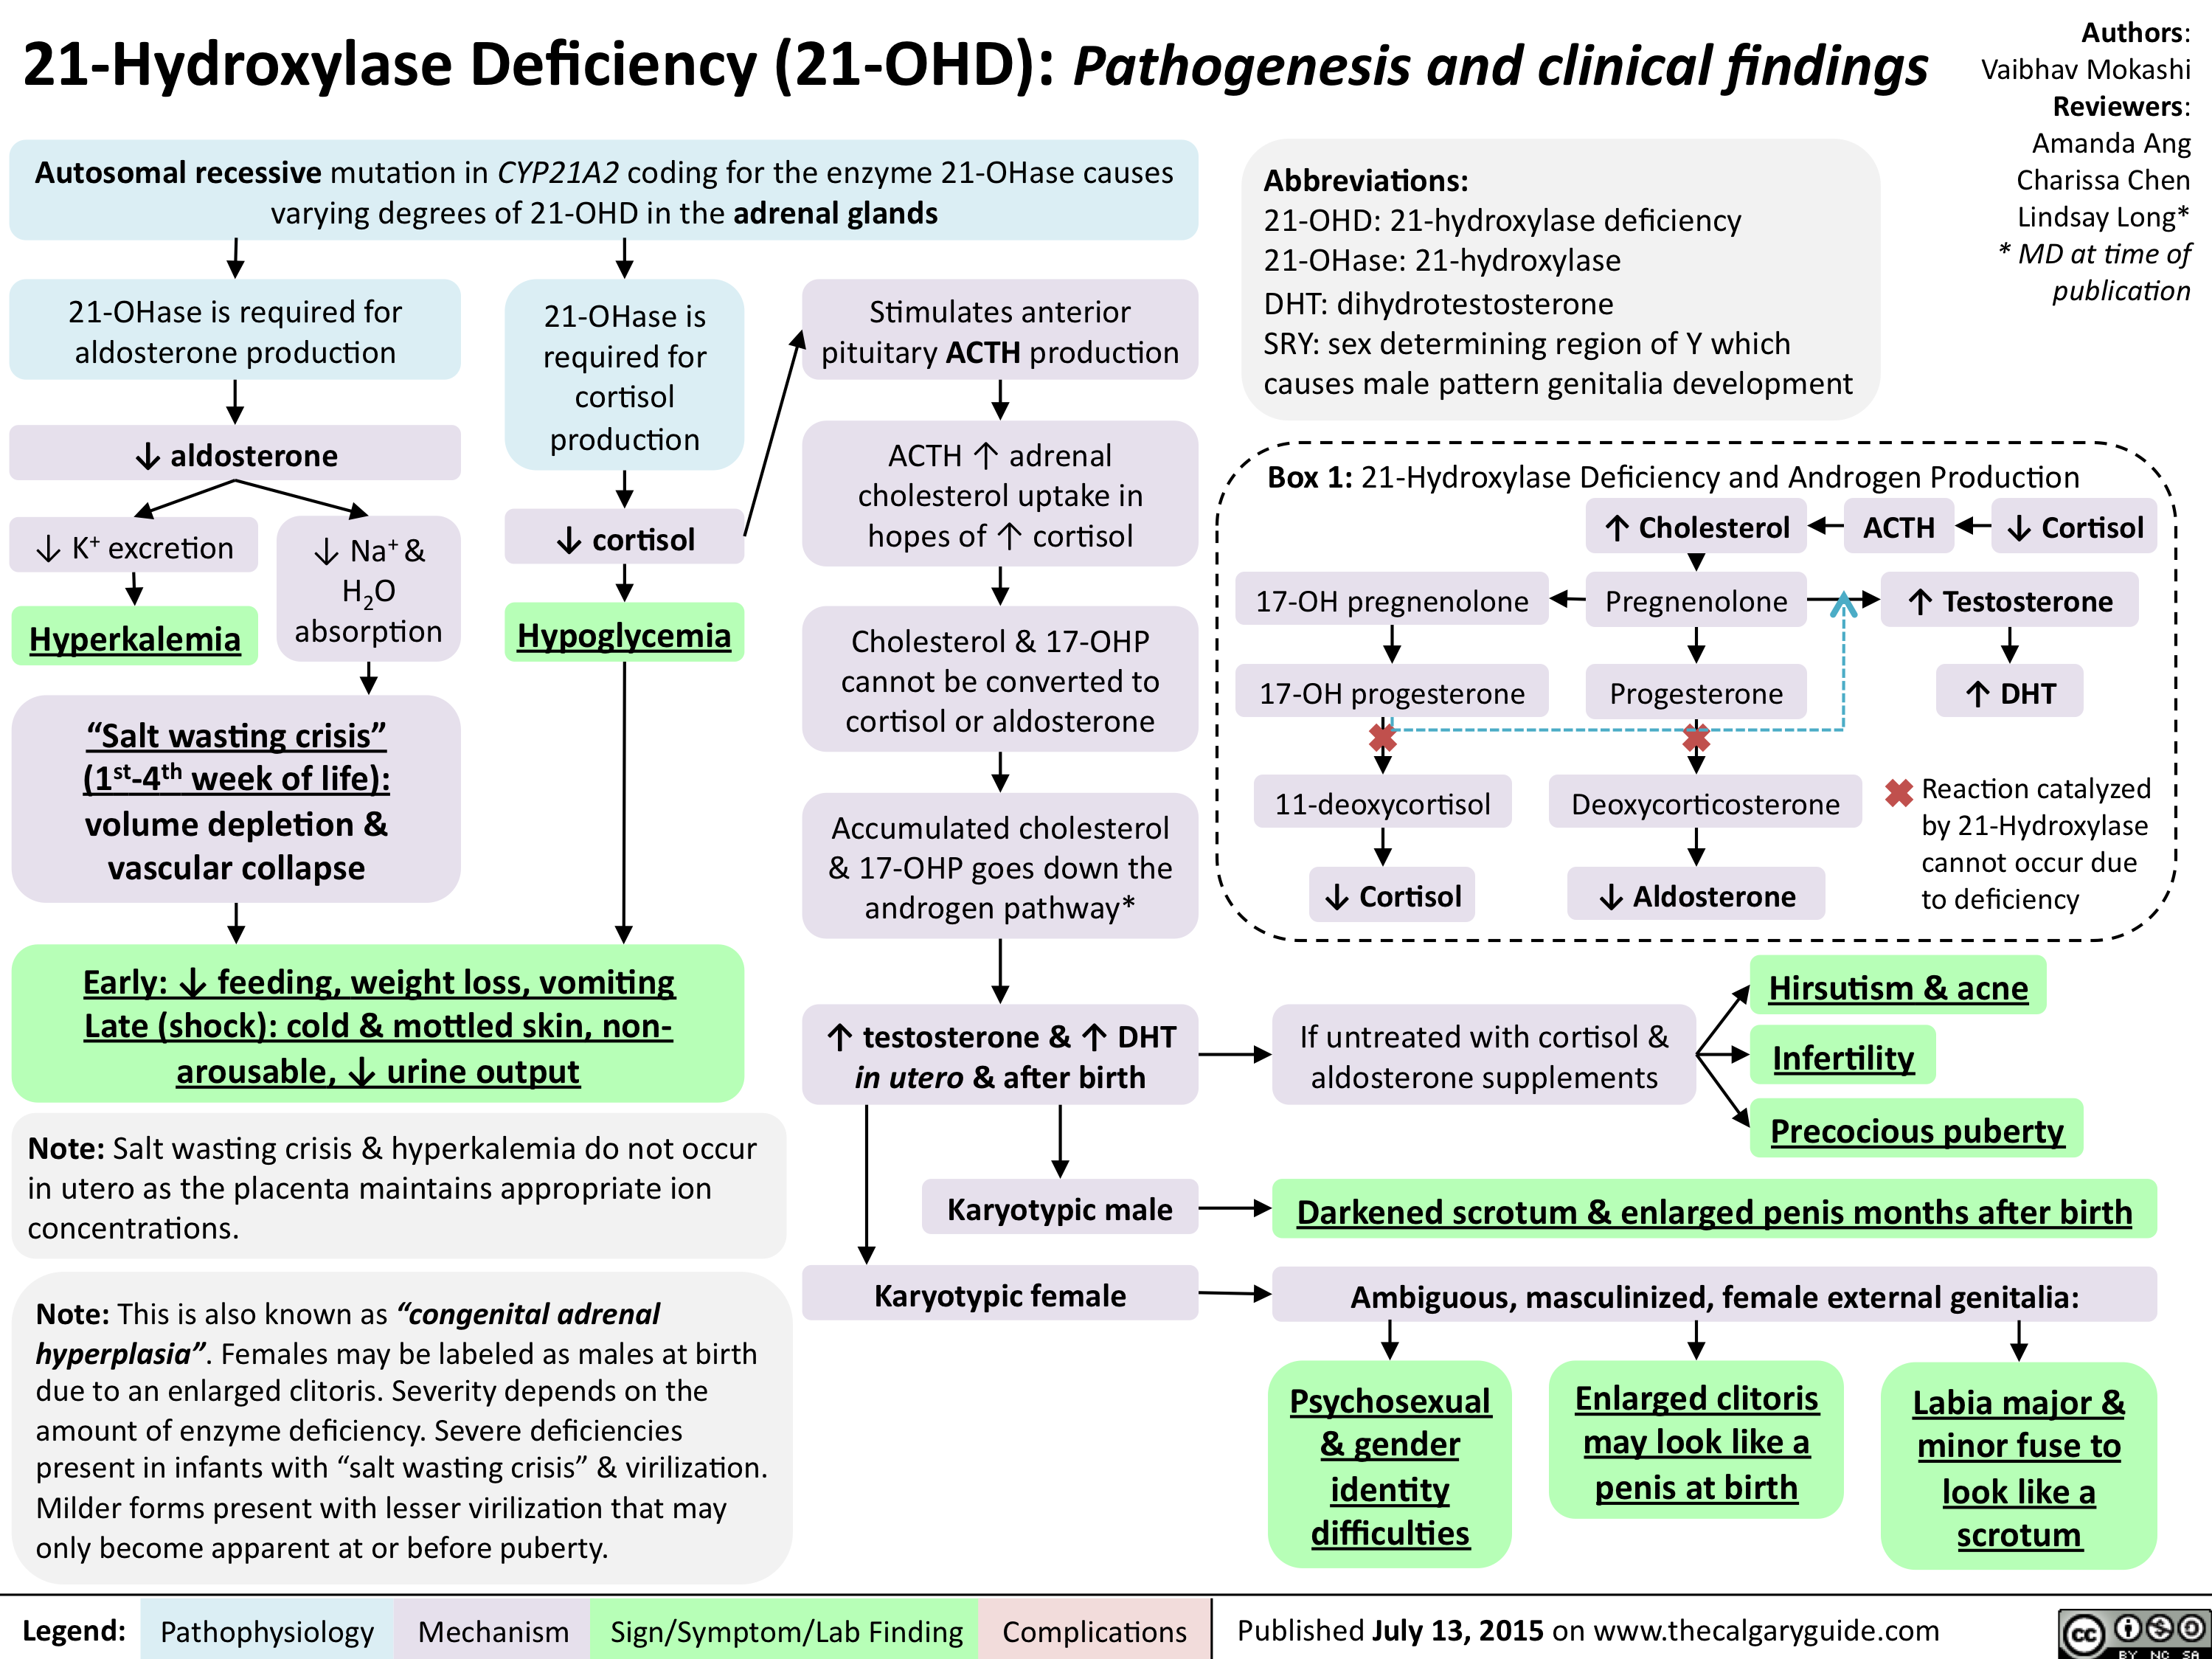 21-Hydroxylase Deficiency (21-OHD): Pathogenesis and clinical findings
Authors:
Vaibhav Mokashi
Reviewers:
Amanda Ang
Charissa Chen
Lindsay Long*
* MD at time of
publication
Autosomal recessive mutation in CYP21A2 coding for the enzyme 21-OHase causes
varying degrees of 21-OHD in the adrenal glands
21-OHase is required for
aldosterone production
↓ aldosterone
↓ K⁺ excretion
Hyperkalemia
↓ Na⁺ &
H₂O
absorption
“Salt wasting crisis”
(1st-4th week of life):
volume depletion &
vascular collapse
21-OHase is
required for
cortisol
production
↓ cortisol
Hypoglycemia
Early: ↓ feeding, weight loss, vomiting
Late (shock): cold & mottled skin, non-
arousable, ↓ urine output
Note: Salt wasting crisis & hyperkalemia do not occur
in utero as the placenta maintains appropriate ion
concentrations.
Note: This is also known as “congenital adrenal
hyperplasia”. Females may be labeled as males at birth
due to an enlarged clitoris. Severity depends on the
amount of enzyme deficiency. Severe deficiencies
present in infants with “salt wasting crisis” & virilization.
Milder forms present with lesser virilization that may
only become apparent at or before puberty.
Stimulates anterior
pituitary ACTH production
ACTH ↑ adrenal
cholesterol uptake in
hopes of ↑ cortisol
Cholesterol & 17-OHP
cannot be converted to
cortisol or aldosterone
Accumulated cholesterol
& 17-OHP goes down the
androgen pathway*
↑ testosterone & ↑ DHT
in utero & after birth
Abbreviations:
21-OHD: 21-hydroxylase deficiency
21-OHase: 21-hydroxylase
DHT: dihydrotestosterone
SRY: sex determining region of Y which
causes male pattern genitalia development
Box 1: 21-Hydroxylase Deficiency and Androgen Production
↑ Cholesterol
ACTH
↓ Cortisol
17-OH pregnenolone
Pregnenolone
↑ Testosterone
17-OH progesterone
Progesterone
↑ DHT
11-deoxycortisol
Deoxycorticosterone
↓ Cortisol
↓ Aldosterone
Reaction catalyzed
by 21-Hydroxylase
cannot occur due
to deficiency
If untreated with cortisol &
aldosterone supplements
Hirsutism & acne
Infertility
Precocious puberty
Karyotypic male
Darkened scrotum & enlarged penis months after birth
Karyotypic female
Ambiguous, masculinized, female external genitalia:
Psychosexual
& gender
identity
difficulties
Enlarged clitoris
may look like a
penis at birth
Labia major &
minor fuse to
look like a
scrotum
Legend:
Pathophysiology
Mechanism
Sign/Symptom/Lab Finding
Complications
Published July 13, 2015 on www.thecalgaryguide.com
cc
BY NC SA